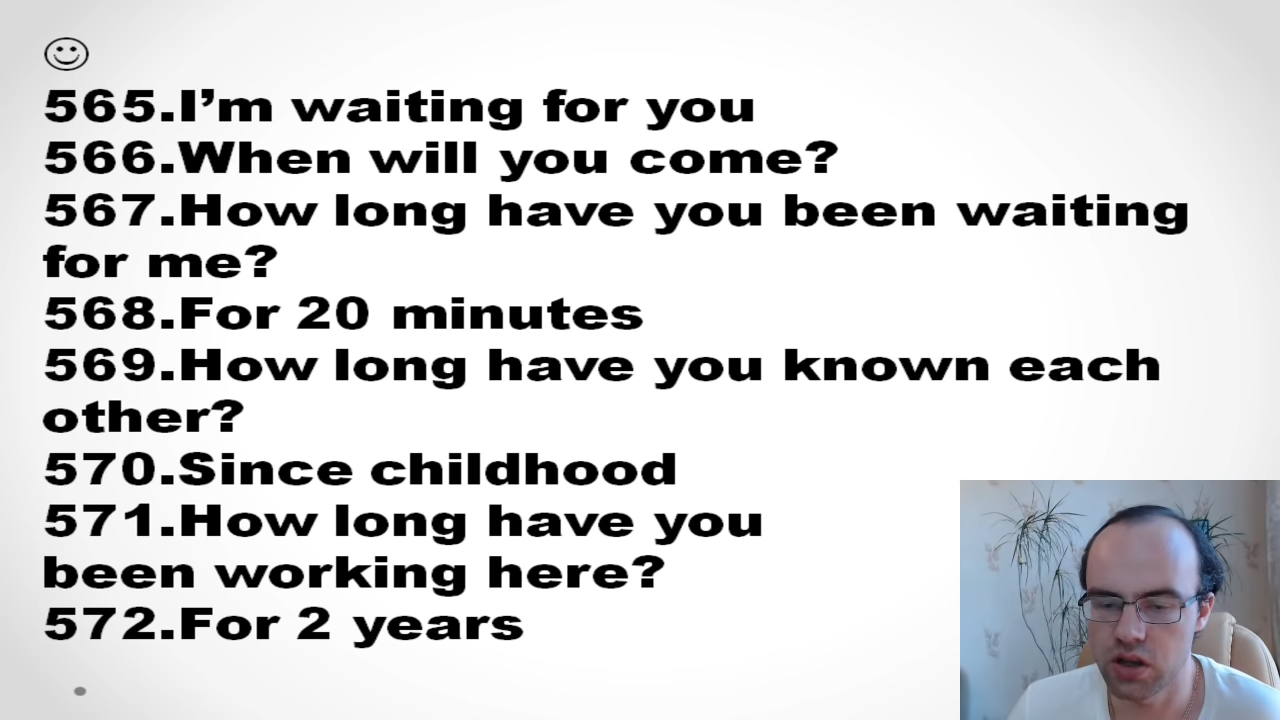 565.I’m waiting for you
566.When will you come?
567.How long have you been waiting
for me?
568.For 20 minutes
569.How long have you known each
other?
570.Since childhood
571.How long have you
been working here?
572.For 2 years